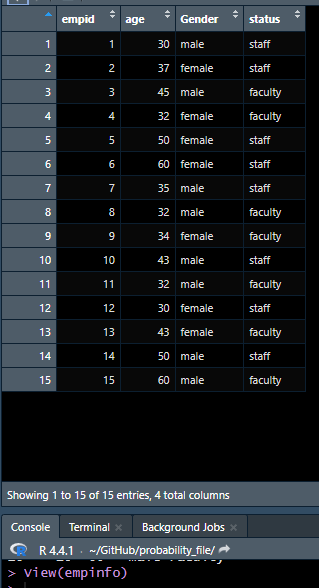 empid age Gender status
1 1 30 male staff
2 2 37 female staff
3 3 45 male faculty
4 4 32 female faculty
5 5 50 female staff
6 6 60 female staff
7 7 35 male staff
8 8 32 male faculty
9 9 34 female faculty
10 10 43 male staff
11 11 32 male faculty
12 12 30 female staff
13 13 43 female faculty
14 14 50 male staff
15 15 60 male faculty
Showing 1 to 15 of 15 entries, 4 total columns
Console Terminal Background Jobs
R 4.4.1 · ~/GitHub/probability_file/
> View(empinfo)
>